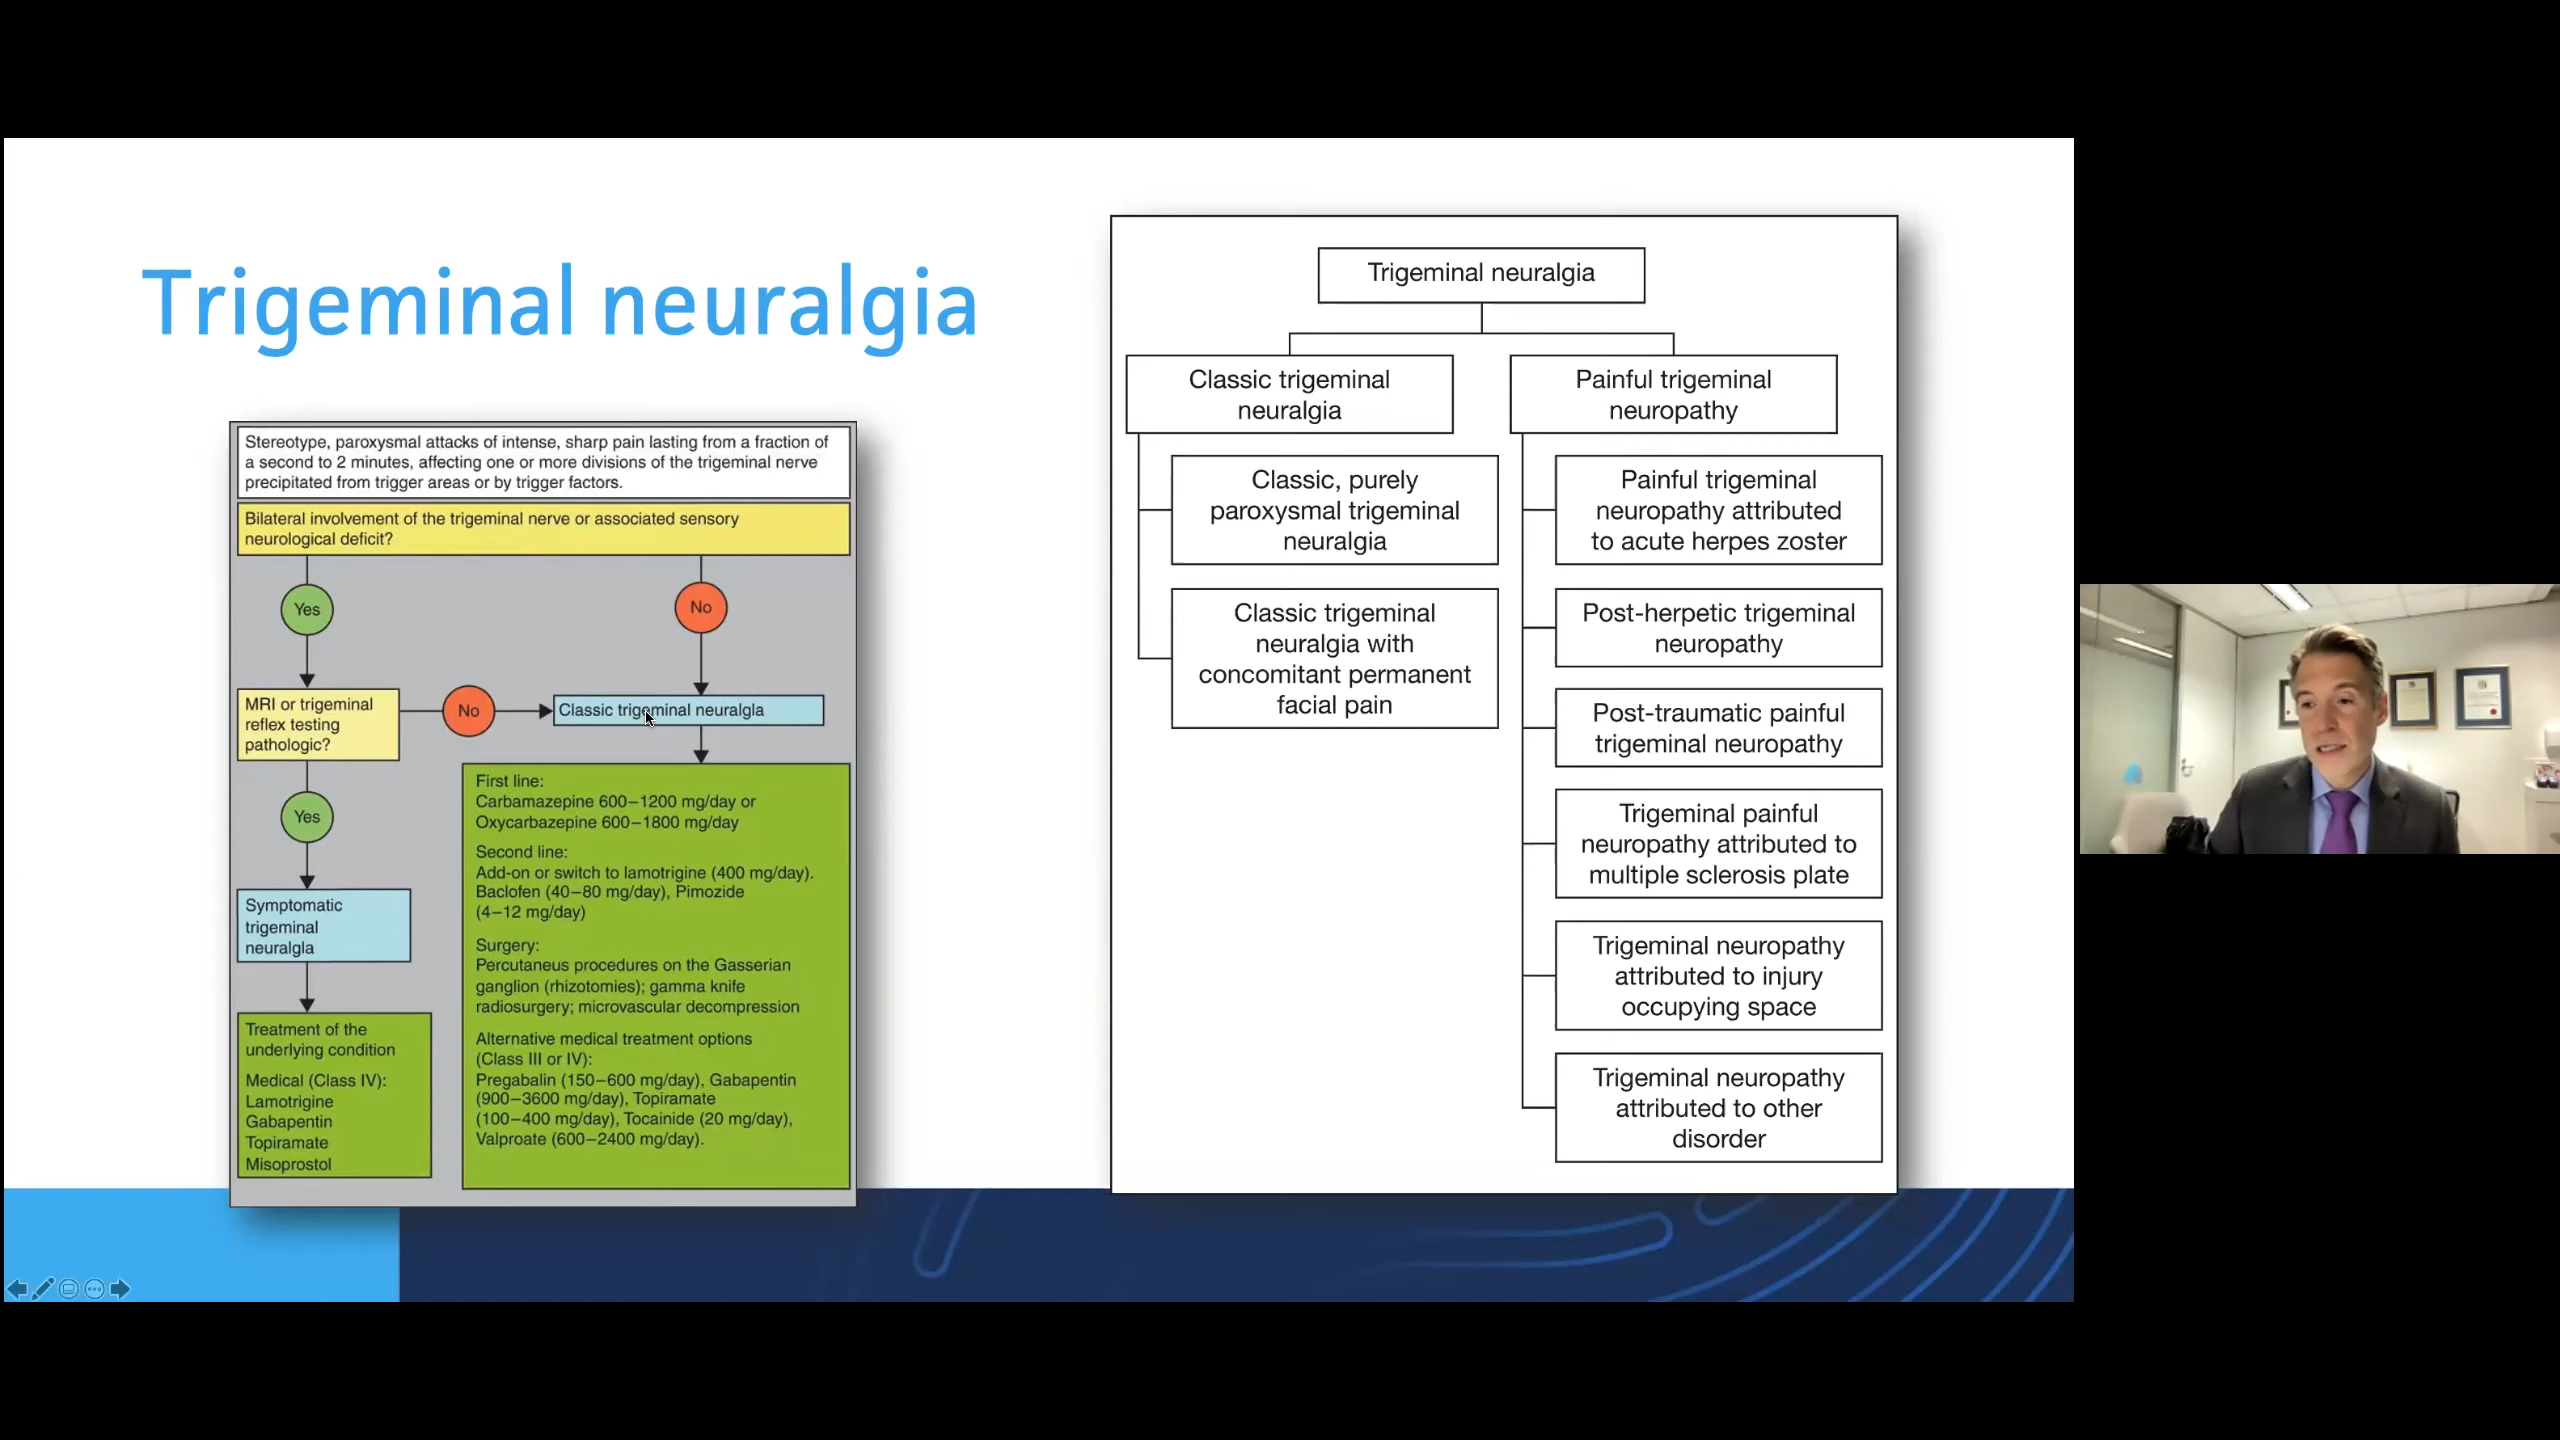 Trigeminal neuralgia
Stereotype, paroxysmal attacks of intense, sharp pain lasting from a fraction of
a second to 2 minutes, affecting one or more divisions of the trigeminal nerve
precipitated from trigger areas or by trigger factors.
Bilateral involvement of the trigeminal nerve or associated sensory
neurological deficit?
Yes
No
MRI or trigeminal
reflex testing
pathologic?
No
Classic trigeminal neuralgla
Yes
Symptomatic
trigeminal
neuralgla
Treatment of the
underlying condition
Medical (Class IV):
Lamotrigine
Gabapentin
Topiramate
Misoprostol
First line:
Carbamazepine 600–1200 mg/day or
Oxycarbazepine 600–1800 mg/day
Second line:
Add-on or switch to lamotrigine (400 mg/day).
Baclofen (40–80 mg/day), Pimozide
(4–12 mg/day)
Surgery:
Percutaneus procedures on the Gasserian
ganglion (rhizotomies); gamma knife
radiosurgery; microvascular decompression
Alternative medical treatment options
(Class III or IV):
Pregabalin (150–600 mg/day), Gabapentin
(900–3600 mg/day), Topiramate
(100–400 mg/day), Tocainide (20 mg/day),
Valproate (600–2400 mg/day).
Trigeminal neuralgia
Classic trigeminal
neuralgia
Classic, purely
paroxysmal trigeminal
neuralgia
Classic trigeminal
neuralgia with
concomitant permanent
facial pain
Painful trigeminal
neuropathy
Painful trigeminal
neuropathy attributed
to acute herpes zoster
Post-herpetic trigeminal
neuropathy
Post-traumatic painful
trigeminal neuropathy
Trigeminal painful
neuropathy attributed to
multiple sclerosis plate
Trigeminal neuropathy
attributed to injury
occupying space
Trigeminal neuropathy
attributed to other
disorder